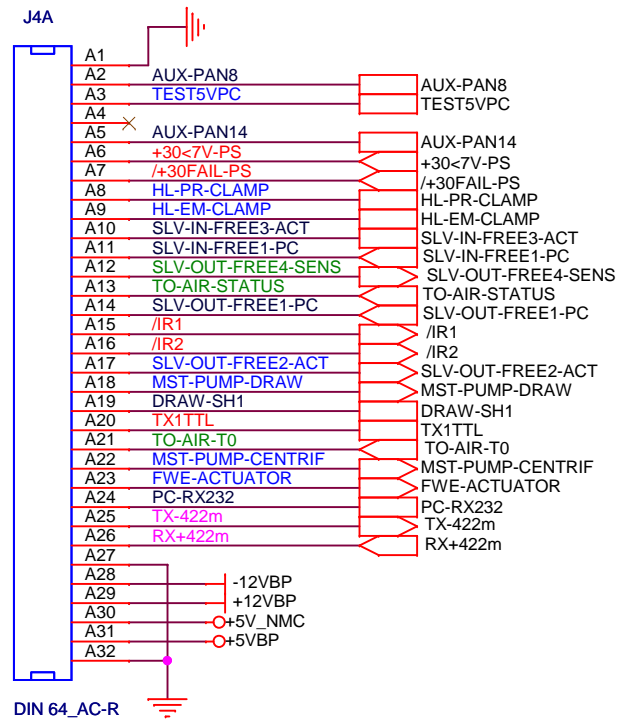 J4A
A1
A2 AUX-PAN8 AUX-PAN8
A3 TEST5VPC TEST5VPC
A4
A5 AUX-PAN14 AUX-PAN14
A6 +30<7V-PS +30<7V-PS
A7 /+30FAIL-PS /+30FAIL-PS
A8 HL-PR-CLAMP HL-PR-CLAMP
A9 HL-EM-CLAMP HL-EM-CLAMP
A10 SLV-IN-FREE3-ACT SLV-IN-FREE3-ACT
A11 SLV-IN-FREE1-PC SLV-IN-FREE1-PC
A12 SLV-OUT-FREE4-SENS SLV-OUT-FREE4-SENS
A13 TO-AIR-STATUS TO-AIR-STATUS
A14 SLV-OUT-FREE1-PC SLV-OUT-FREE1-PC
A15 /IR1 /IR1
A16 /IR2 /IR2
A17 SLV-OUT-FREE2-ACT SLV-OUT-FREE2-ACT
A18 MST-PUMP-DRAW MST-PUMP-DRAW
A19 DRAW-SH1 DRAW-SH1
A20 TX1TTL TX1TTL
A21 TO-AIR-T0 TO-AIR-T0
A22 MST-PUMP-CENTRIF MST-PUMP-CENTRIF
A23 FWE-ACTUATOR FWE-ACTUATOR
A24 PC-RX232 PC-RX232
A25 TX-422m TX-422m
A26 RX+422m RX+422m
A27
A28 -12VBP
A29 +12VBP
A30 +5V_NMC
A31 +5VBP
A32
DIN 64_AC-R